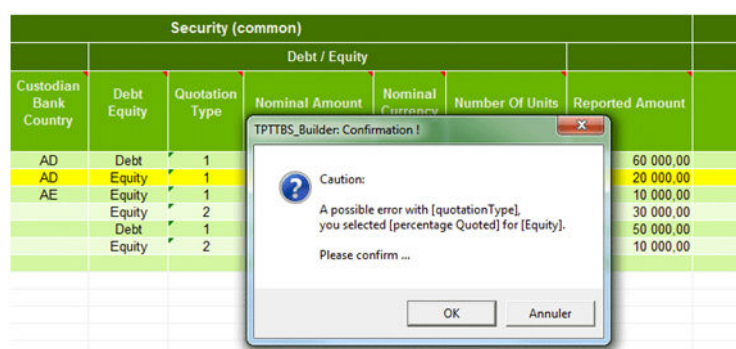 Security (common)
Debt / Equity
Custodian Bank Country Debt Equity Quotation Type Nominal Amount Nominal Currency Number Of Units Reported Amount
TPTTBS_Builder: Confirmation !
AD Debt 1 60 000,00
AD Equity 1 20 000,00
AE Equity 1 10 000,00
Equity 2 30 000,00
Debt 1 50 000,00
Equity 2 10 000,00
Caution:
A possible error with [quotationType],
you selected [percentage Quoted] for [Equity].
Please confirm ...
OK Annuler